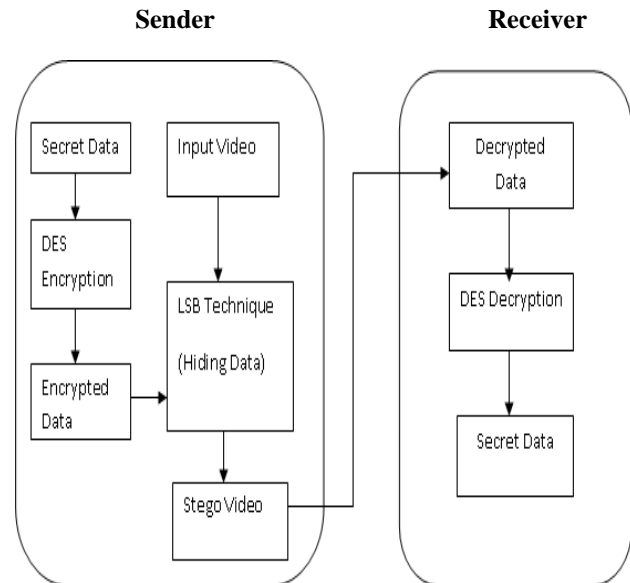 Sender
Receiver
Secret Data
Input Video
DES
Encryption
LSB Technique
(Hiding Data)
Encrypted
Data
Stego Video
Decrypted
Data
DES Decryption
Secret Data